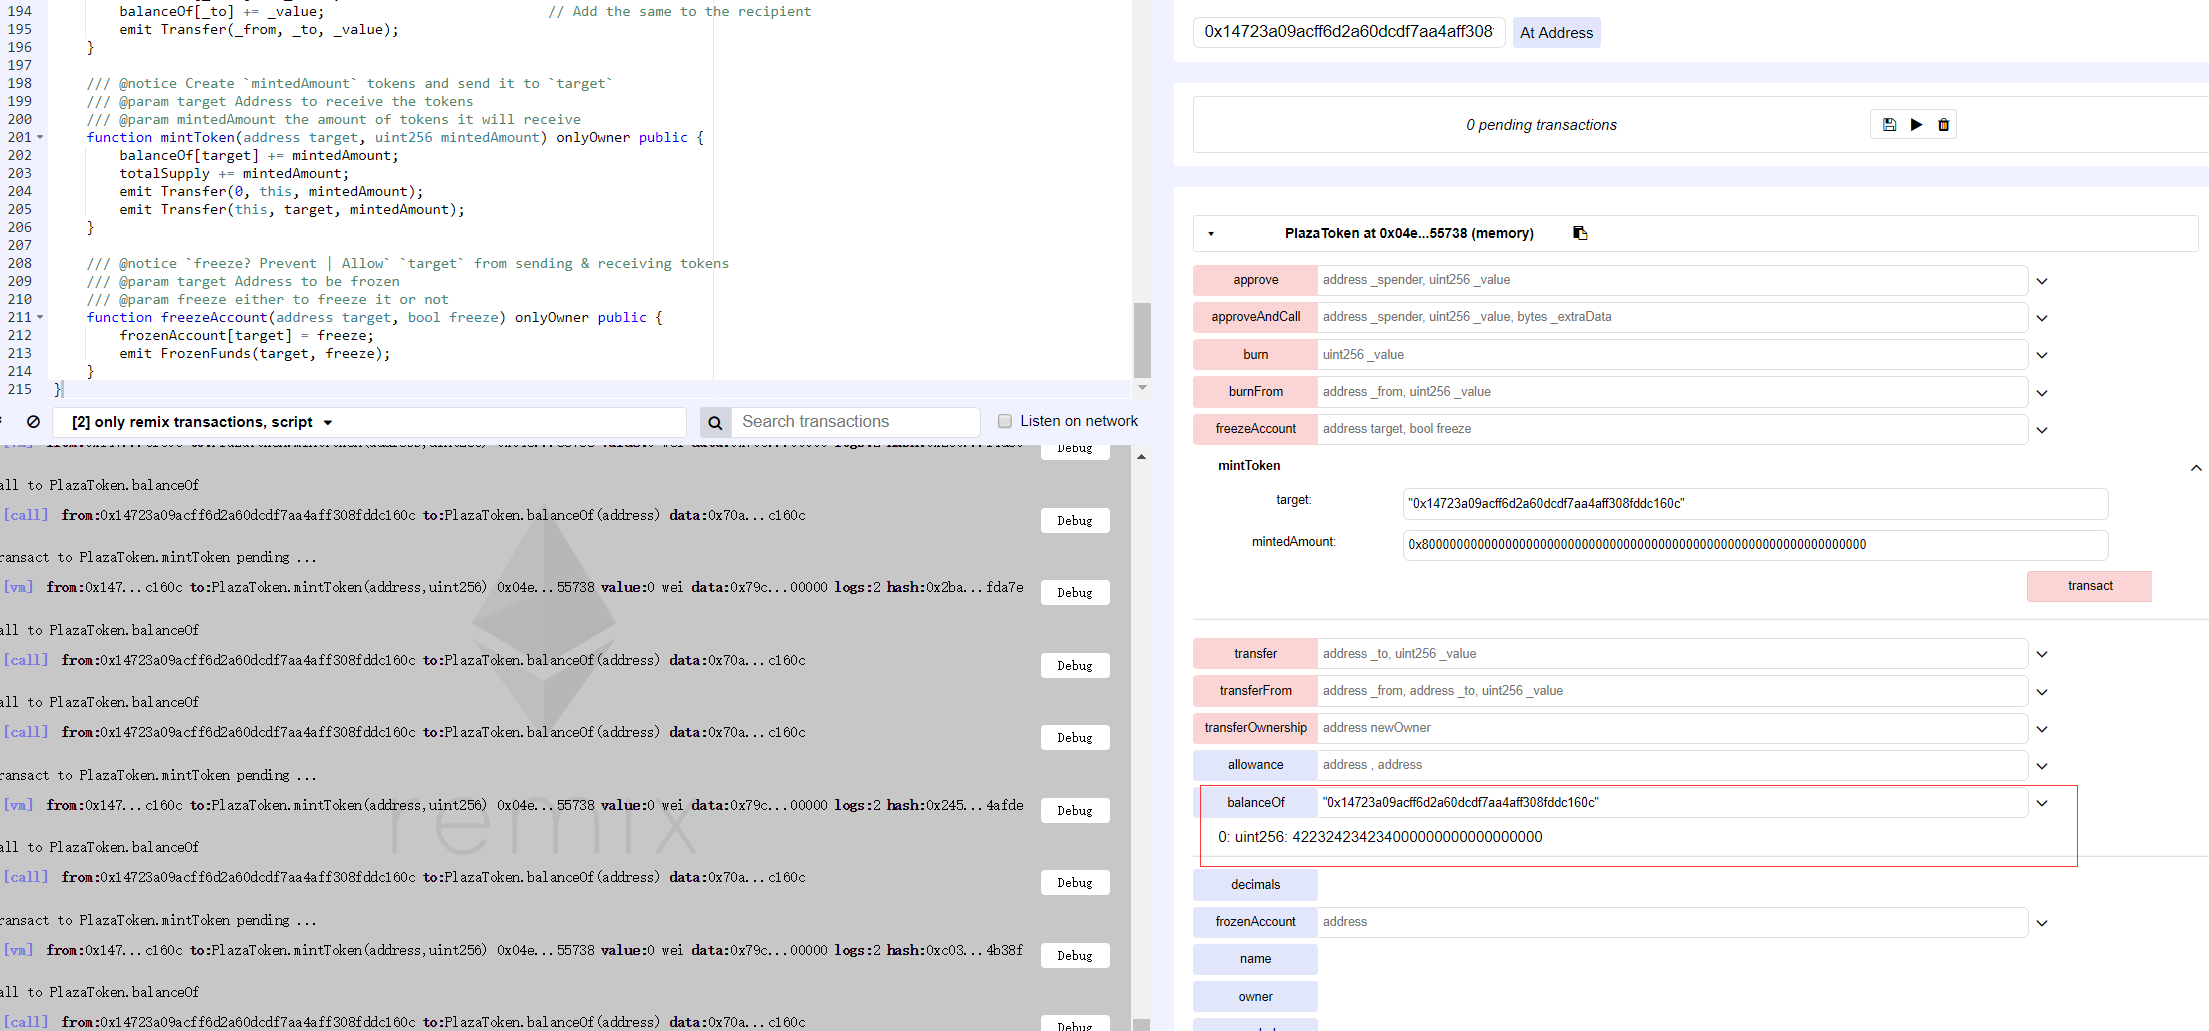 194 balanceOf[_to] += _value; // Add the same to the recipient
195 emit Transfer(_from, _to, _value);
196 }
197
198 /// @notice Create `mintedAmount` tokens and send it to `target`
199 /// @param target Address to receive the tokens
200 /// @param mintedAmount the amount of tokens it will receive
201 function mintToken(address target, uint256 mintedAmount) onlyOwner public {
202 balanceOf[target] += mintedAmount;
203 totalSupply += mintedAmount;
204 emit Transfer(0, this, mintedAmount);
205 emit Transfer(this, target, mintedAmount);
206 }
207
208 /// @notice `freeze? Prevent | Allow` `target` from sending & receiving tokens
209 /// @param target Address to be frozen
210 /// @param freeze either to freeze it or not
211 function freezeAccount(address target, bool freeze) onlyOwner public {
212 frozenAccount[target] = freeze;
213 emit FrozenFunds(target, freeze);
214 }
215 }
[2] only remix transactions, script
Search transactions
Listen on network
Debug
all to PlazaToken.balanceOf
[call] from:0x14723a09acff6d2a60dcdf7aa4aff308fddc160c to:PlazaToken.balanceOf(address) data:0x70a...c160c Debug
ransact to PlazaToken.mintToken pending ...
[vm] from:0x147...c160c to:PlazaToken.mintToken(address,uint256) 0x04e...55738 value:0 wei data:0x79c...00000 logs:2 hash:0x2ba...fda7e Debug
all to PlazaToken.balanceOf
[call] from:0x14723a09acff6d2a60dcdf7aa4aff308fddc160c to:PlazaToken.balanceOf(address) data:0x70a...c160c Debug
all to PlazaToken.balanceOf
[call] from:0x14723a09acff6d2a60dcdf7aa4aff308fddc160c to:PlazaToken.balanceOf(address) data:0x70a...c160c Debug
ransact to PlazaToken.mintToken pending ...
[vm] from:0x147...c160c to:PlazaToken.mintToken(address,uint256) 0x04e...55738 value:0 wei data:0x79c...00000 logs:2 hash:0x245...4afde Debug
remix
all to PlazaToken.balanceOf
[call] from:0x14723a09acff6d2a60dcdf7aa4aff308fddc160c to:PlazaToken.balanceOf(address) data:0x70a...c160c Debug
ransact to PlazaToken.mintToken pending ...
[vm] from:0x147...c160c to:PlazaToken.mintToken(address,uint256) 0x04e...55738 value:0 wei data:0x79c...00000 logs:2 hash:0xc03...4b38f Debug
all to PlazaToken.balanceOf
[call] from:0x14723a09acff6d2a60dcdf7aa4aff308fddc160c to:PlazaToken.balanceOf(address) data:0x70a...c160c Debug
0x14723a09acff6d2a60dcdf7aa4aff308 At Address
0 pending transactions
PlazaToken at 0x04e...55738 (memory)
approve address _spender, uint256 _value
approveAndCall address _spender, uint256 _value, bytes _extraData
burn uint256 _value
burnFrom address _from, uint256 _value
freezeAccount address target, bool freeze
mintToken
target: "0x14723a09acff6d2a60dcdf7aa4aff308fddc160c"
mintedAmount: 0x8000000000000000000000000000000000000000000000000000000000000000
transact
transfer address _to, uint256 _value
transferFrom address _from, address _to, uint256 _value
transferOwnership address newOwner
allowance address , address
balanceOf "0x14723a09acff6d2a60dcdf7aa4aff308fddc160c"
0: uint256: 4223242342340000000000000000000
decimals
frozenAccount address
name
owner